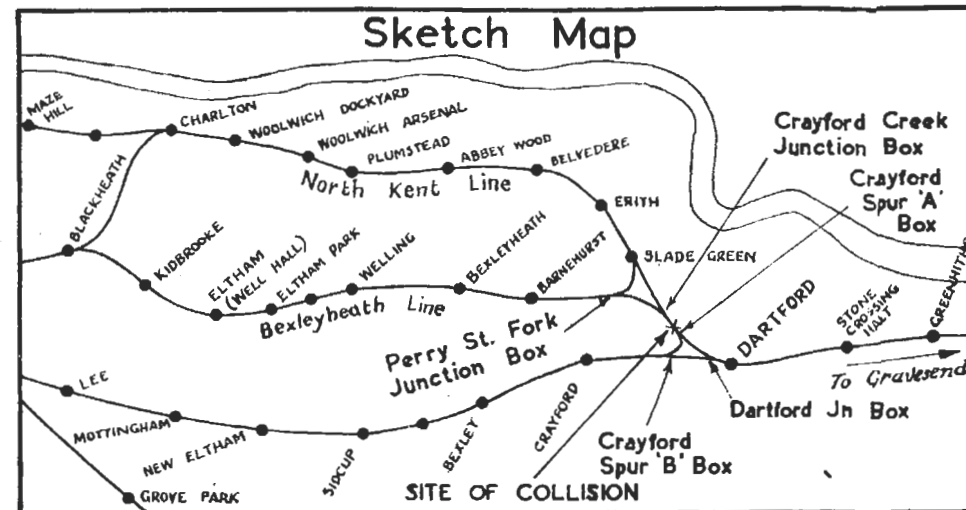 Sketch Map
MAZE
HILL
CHARLTON
WOOLWICH DOCKYARD
WOOLWICH ARSENAL
PLUMSTEAD
ABBEY WOOD
BELVEDERE
North Kent Line
ERITH
SLADE GREEN
Crayford Creek
Junction Box
Crayford
Spur 'A'
Box
BLACKHEATH
KIDBROOKE
ELTHAM
(WELL HALL)
ELTHAM PARK
WELLING
BEXLEYHEATH
BARNEHURST
Bexleyheath Line
Perry St. Fork
Junction Box
DARTFORD
STONE
CROSSING
HALT
GREENHITHE
To Gravesend
Dartford Jn Box
LEE
MOTTINGHAM
NEW ELTHAM
SIDCUP
BEXLEY
CRAYFORD
Crayford
Spur 'B' Box
GROVE PARK
SITE OF COLLISION